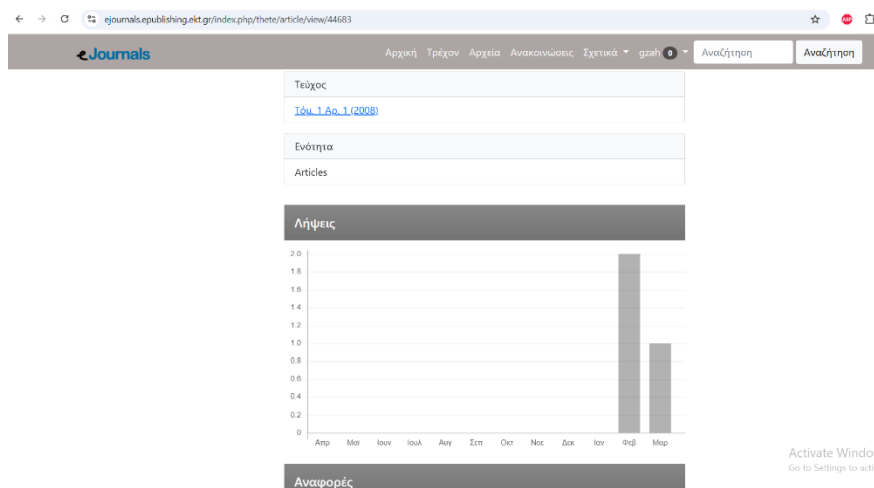 ejournals.epublishing.ekt.gr/index.php/thete/article/view/44683
eJournals
Αρχική Τρέχον Αρχεία Ανακοινώσεις Σχετικά gzah 0 Αναζήτηση Αναζήτηση
Τεύχος
Τόμ. 1 Αρ. 1 (2008)
Ενότητα
Articles
Λήψεις
2.0
1.8
1.6
1.4
1.2
1.0
0.8
0.6
0.4
0.2
0
Απρ Μαϊ Ιουν Ιουλ Αυγ Σεπ Οκτ Νοε Δεκ Ιαν Φεβ Μαρ
Activate Windo
Go to Settings to acti
Αναφορές